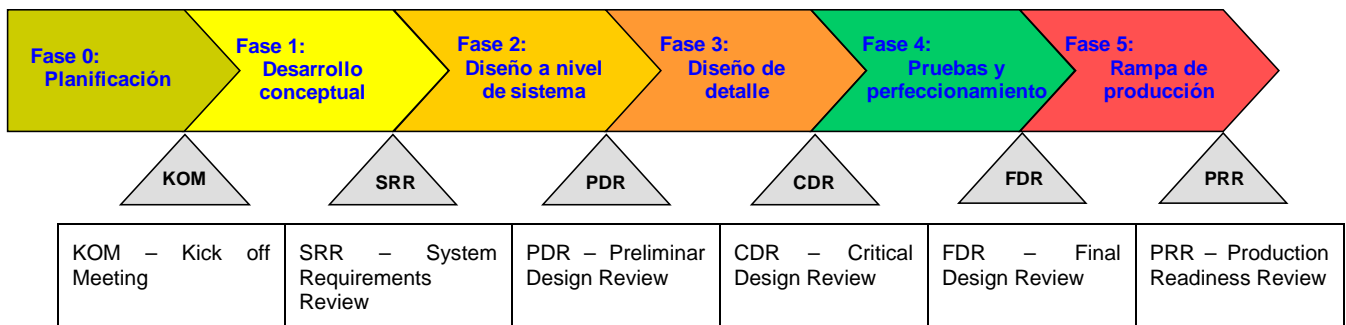 Fase 0:
Planificación
Fase 1:
Desarrollo
conceptual
Fase 2:
Diseño a nivel
de sistema
Fase 3:
Diseño de
detalle
Fase 4:
Pruebas y
perfeccionamiento
Fase 5:
Rampa de
producción
KOM
SRR
PDR
CDR
FDR
PRR
KOM – Kick off
Meeting
SRR – System
Requirements
Review
PDR – Preliminar
Design Review
CDR – Critical
Design Review
FDR – Final
Design Review
PRR – Production
Readiness Review